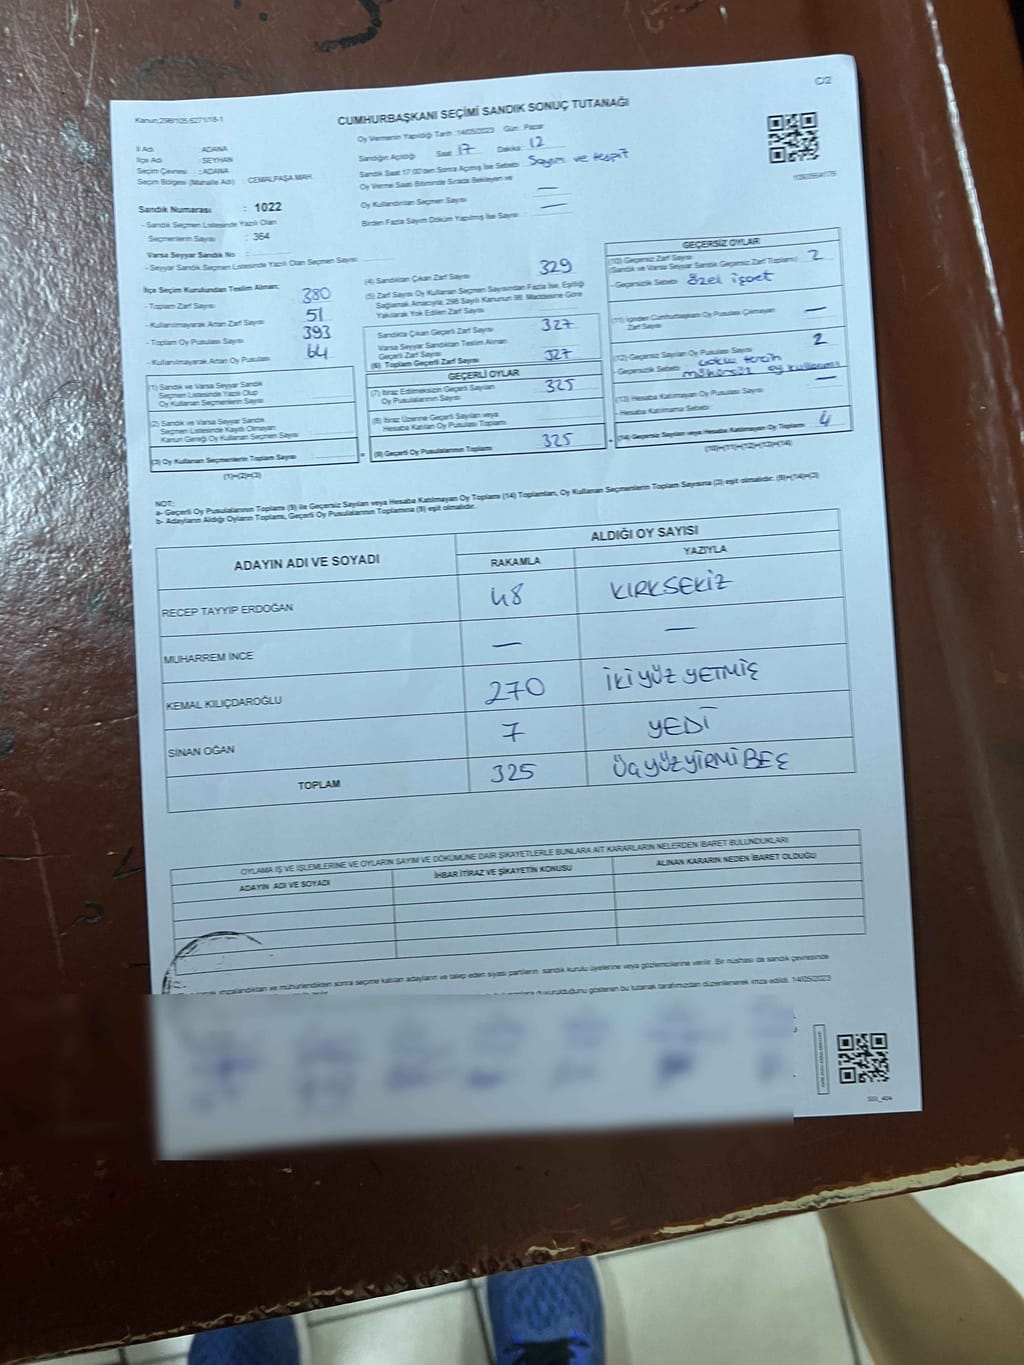 C/2
Kanun:298/105-6271/18-1
CUMHURBAŞKANI SEÇİMİ SANDIK SONUÇ TUTANAĞI
İl Adı : ADANA
İlçe Adı : SEYHAN
Seçim Çevresi : ADANA
Seçim Bölgesi (Mahalle Adı) CEMALPAŞA MAH.
Oy Vermenin Yapıldığı Tarih : 14/05/2023 Gün : Pazar
Sandığın Açıldığı Saat 17 Dakika 12
Sandık Saat 17:00'den Sonra Açılmış İse Sebebi Sayım ve tespit
Oy Verme Saati Bitiminde Sırada Bekleyen ve
Oy Kullandırılan Seçmen Sayısı —
Birden Fazla Sayım Döküm Yapılmış İse Sayısı —
Sandık Numarası : 1022
- Sandık Seçmen Listesinde Yazılı Olan
Seçmenlerin Sayısı : 364
Varsa Seyyar Sandık No :
- Seyyar Sandık Seçmen Listesinde Yazılı Olan Seçmen Sayısı
İlçe Seçim Kurulundan Teslim Alınan:
- Toplam Zarf Sayısı 380
- Kullanılmayarak Artan Zarf Sayısı 51
- Toplam Oy Pusulası Sayısı 393
- Kullanılmayarak Artan Oy Pusulası 64
(1) Sandık ve Varsa Seyyar Sandık
Seçmen Listesinde Yazılı Olup
Oy Kullanan Seçmenlerin Sayısı
(2) Sandık ve Varsa Seyyar Sandık
Seçmen Listesinde Kayıtlı Olmayan
Kanun Gereği Oy Kullanan Seçmen Sayısı
(3) Oy Kullanan Seçmenlerin Toplam Sayısı
(1)+(2)=(3)
(4) Sandıktan Çıkan Zarf Sayısı 329
(5) Zarf Sayısı Oy Kullanan Seçmen Sayısından Fazla İse, Eşitliği
Sağlamak Amacıyla, 298 Sayılı Kanunun 98. Maddesine Göre
Yakılarak Yok Edilen Zarf Sayısı
Sandıkta Çıkan Geçerli Zarf Sayısı 327
Varsa Seyyar Sandıktan Teslim Alınan
Geçerli Zarf Sayısı
(6) Toplam Geçerli Zarf Sayısı 327
GEÇERLİ OYLAR
(7) İtiraz Edilmeksizin Geçerli Sayılan
Oy Pusulalarının Sayısı 325
(8) İtiraz Üzerine Geçerli Sayılan veya
Hesaba Katılan Oy Pusulası Toplamı
(9) Geçerli Oy Pusulalarının Toplamı 325
GEÇERSİZ OYLAR
(10) Geçersiz Zarf Sayısı
(Sandık ve Varsa Seyyar Sandık Geçersiz Zarf Toplamı) 2
- Geçersizlik Sebebi özel işaret
(11) İçinden Cumhurbaşkanı Oy Pusulası Çıkmayan
Zarf Sayısı —
(12) Geçersiz Sayılan Oy Pusulası Sayısı 2
- Geçersizlik Sebebi çoklu tercih
mühürsüz oy kullanımı
(13) Hesaba Katılmayan Oy Pusulası Sayısı —
- Hesaba Katılmama Sebebi
(14) Geçersiz Sayılan veya Hesaba Katılmayan Oy Toplamı 4
(10)+(11)+(12)+(13)=(14)
NOT:
a- Geçerli Oy Pusulalarının Toplamı (9) ile Geçersiz Sayılan veya Hesaba Katılmayan Oy Toplamı (14) Toplamları, Oy Kullanan Seçmenlerin Toplam Sayısına (3) eşit olmalıdır. (9)+(14)=(3)
b- Adayların Aldığı Oyların Toplamı, Geçerli Oy Pusulalarının Toplamına (9) eşit olmalıdır.
ADAYIN ADI VE SOYADI
ALDIĞI OY SAYISI
RAKAMLA YAZIYLA
RECEP TAYYİP ERDOĞAN 48 KIRKSEKİZ
MUHARREM İNCE — —
KEMAL KILIÇDAROĞLU 270 İKİYÜZ YETMİŞ
SİNAN OĞAN 7 YEDİ
TOPLAM 325 ÜÇYÜZYİRMİBEŞ
OYLAMA İŞ VE İŞLEMLERİNE VE OYLARIN SAYIM VE DÖKÜMÜNE DAİR ŞİKAYETLERLE BUNLARA AİT KARARLARIN NELERDEN İBARET BULUNDUKLARI
ADAYIN ADI VE SOYADI İHBAR İTİRAZ VE ŞİKAYETİN KONUSU ALINAN KARARIN NEDEN İBARET OLDUĞU
imzalandıktan ve mühürlendikten sonra seçime katılan adayların ve talep eden siyasi partilerin sandık kurulu üyelerine veya gözlemcilerine verilir. Bir nüshası da sandık çevresinde
duyurulduğunu gösteren bu tutanak tarafımızdan düzenlenerek imza edildi. 14/05/2023